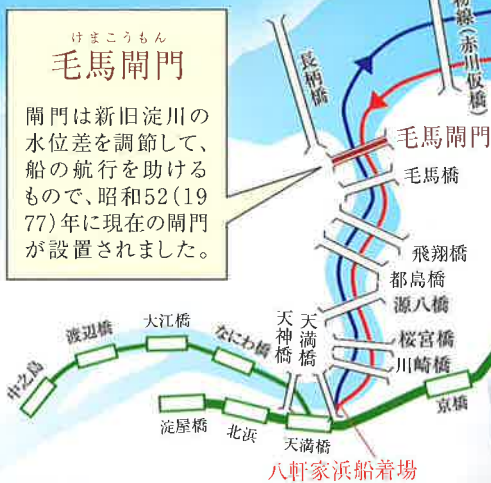 けまこうもん
毛馬閘門
閘門は新旧淀川の
水位差を調節して、
船の航行を助ける
もので、昭和52(19
77)年に現在の閘門
が設置されました。
長柄橋
物線(赤川仮橋)
毛馬閘門
毛馬橋
飛翔橋
都島橋
源八橋
桜宮橋
川崎橋
天満橋
天神橋
中之島
渡辺橋
大江橋
なにわ橋
淀屋橋
北浜
天満橋
京橋
八軒家浜船着場